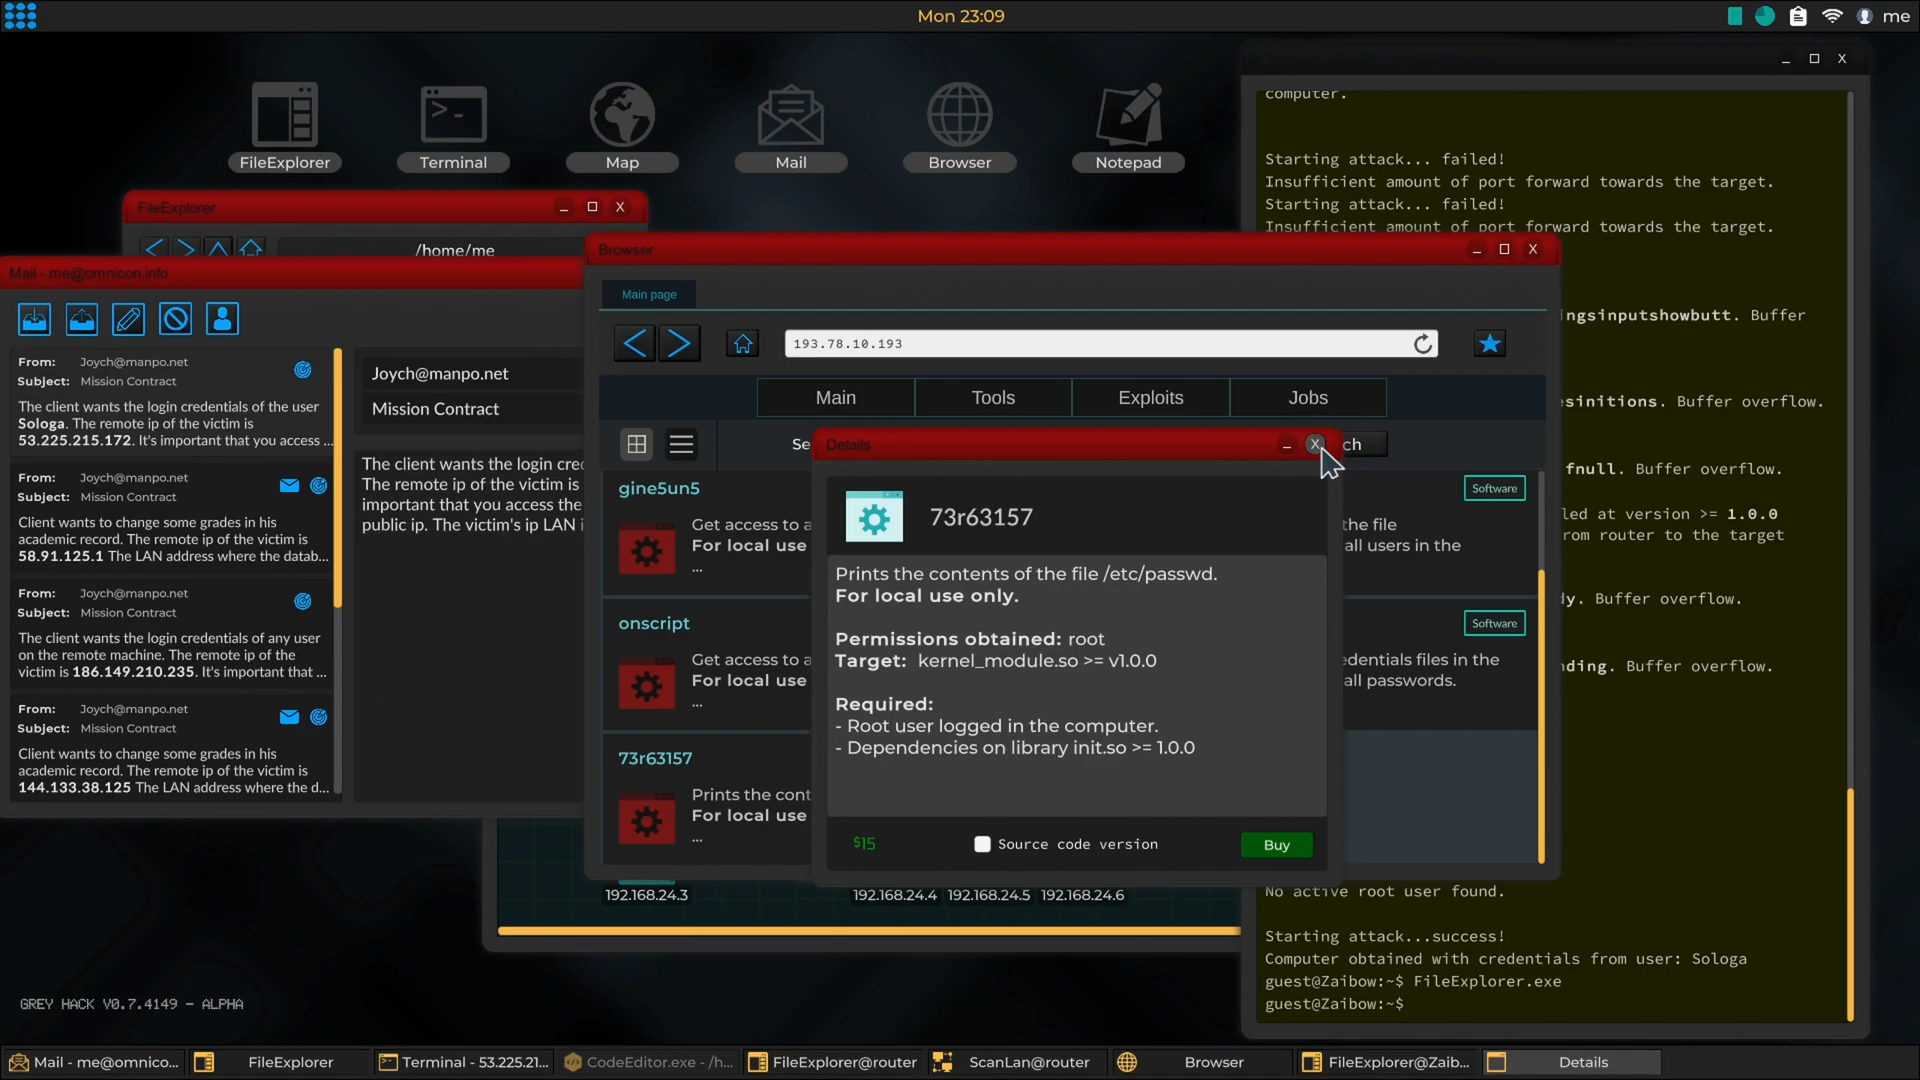 Mon 23:09
me
FileExplorer
Terminal
Map
Mail
Browser
Notepad
FileExplorer
/home/me
Mail - me@omnicon.info
From: Joych@manpo.net
Subject: Mission Contract
The client wants the login credentials of the user
Sologa. The remote ip of the victim is
53.225.215.172. It's important that you access ...
From: Joych@manpo.net
Subject: Mission Contract
Client wants to change some grades in his
academic record. The remote ip of the victim is
58.91.125.1 The LAN address where the datab...
From: Joych@manpo.net
Subject: Mission Contract
The client wants the login credentials of any user
on the remote machine. The remote ip of the
victim is 186.149.210.235. It's important that ...
From: Joych@manpo.net
Subject: Mission Contract
Client wants to change some grades in his
academic record. The remote ip of the victim is
144.133.38.125 The LAN address where the d...
Joych@manpo.net
Mission Contract
The client wants the login cre
The remote ip of the victim is
important that you access the
public ip. The victim's ip LAN i
Browser
Main page
193.78.10.193
Main
Tools
Exploits
Jobs
Se
ch
gine5un5
Get access to a
For local use
...
the file
all users in the
Software
onscript
Get access to a
For local use
...
edentials files in the
all passwords.
Software
73r63157
Prints the cont
For local use
...
Details
X
73r63157
Prints the contents of the file /etc/passwd.
For local use only.
Permissions obtained: root
Target: kernel_module.so >= v1.0.0
Required:
- Root user logged in the computer.
- Dependencies on library init.so >= 1.0.0
$15
Source code version
Buy
192.168.24.3
192.168.24.4
192.168.24.5
192.168.24.6
computer.
Starting attack... failed!
Insufficient amount of port forward towards the target.
Starting attack... failed!
Insufficient amount of port forward towards the target.
ingsinputshowbutt. Buffer
sinitions. Buffer overflow.
fnull. Buffer overflow.
led at version >= 1.0.0
rom router to the target
dy. Buffer overflow.
nding. Buffer overflow.
No active root user found.
Starting attack...success!
Computer obtained with credentials from user: Sologa
guest@Zaibow:~$ FileExplorer.exe
guest@Zaibow:~$
GREY HACK V0.7.4149 - ALPHA
Mail - me@omnico...
FileExplorer
Terminal - 53.225.21...
CodeEditor.exe - /h...
FileExplorer@router
ScanLan@router
Browser
FileExplorer@Zaib...
Details